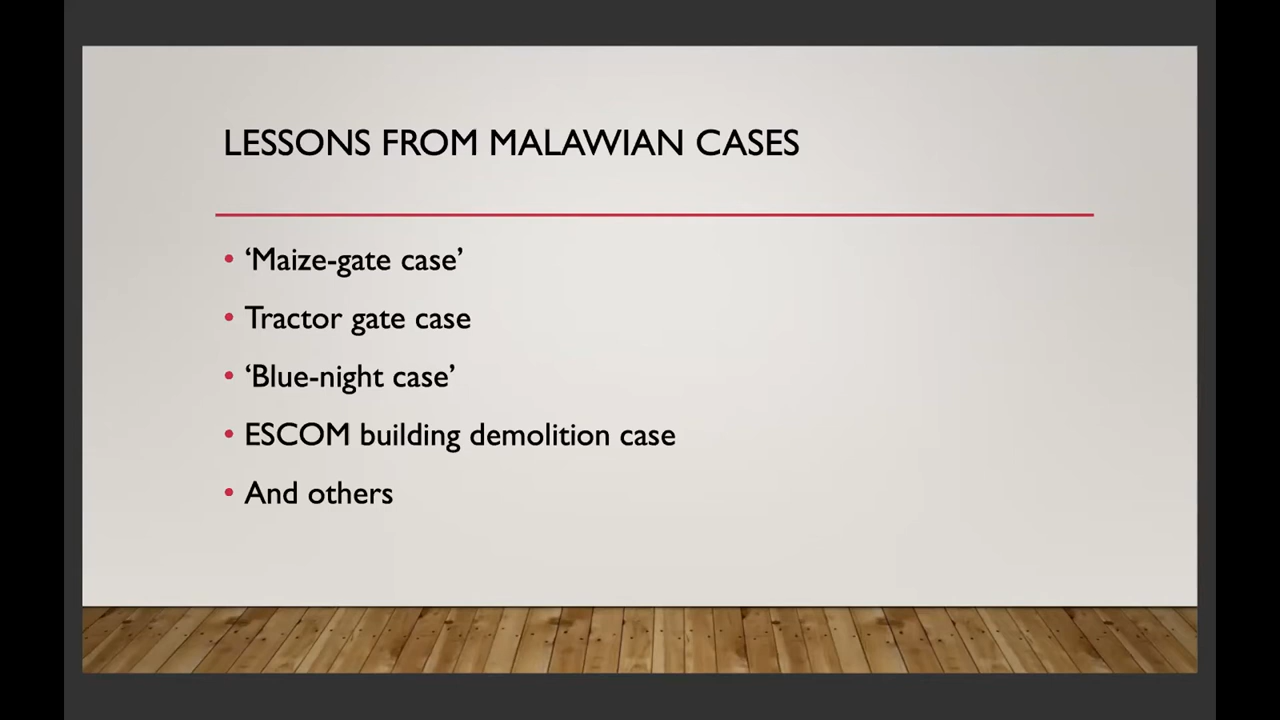 LESSONS FROM MALAWIAN CASES
• ‘Maize-gate case’
• Tractor gate case
• ‘Blue-night case’
• ESCOM building demolition case
• And others